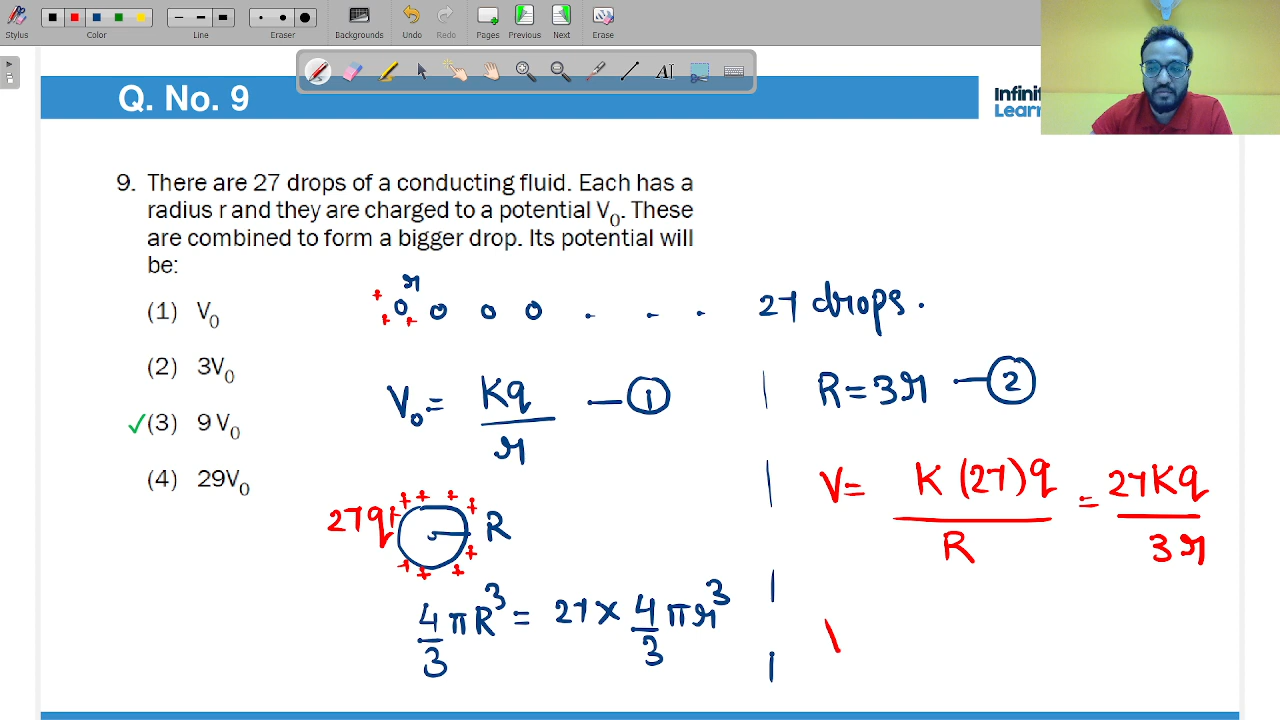 Stylus
Color
Line
Eraser
Backgrounds
Undo
Redo
Pages
Previous
Next
Erase
Q. No. 9
Infinit
Learn
9. There are 27 drops of a conducting fluid. Each has a
radius r and they are charged to a potential V₀. These
are combined to form a bigger drop. Its potential will
be:
(1) V₀
(2) 3V₀
✓(3) 9 V₀
(4) 29V₀
r
+ + +
. . . 27 drops.
V₀ = Kq/r — ①
R = 3r — ②
27q
R
+ + + + + + + + +
V = K(27)q/R = 27Kq/3r
4/3 πR³ = 27 × 4/3 πr³